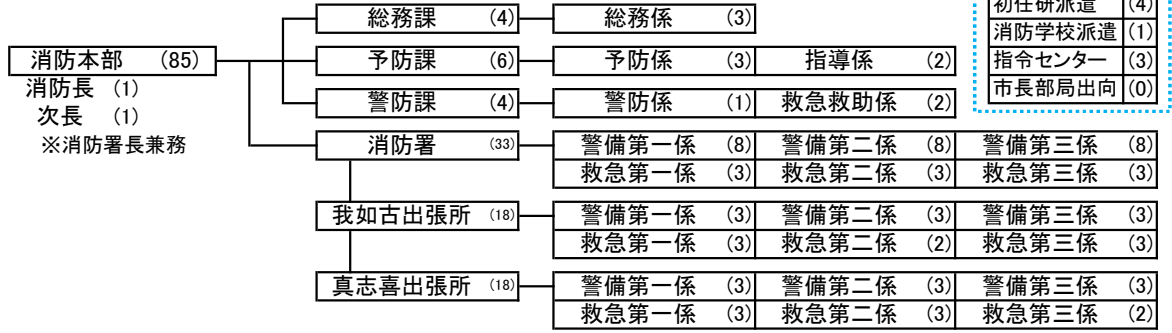 初任研派遣 (4)
総務課 (4) 総務係 (3)
消防学校派遣 (1)
消防本部 (85) 予防課 (6) 予防係 (3) 指導係 (2)
指令センター (3)
消防長 (1)
市長部局出向 (0)
次長 (1)
警防課 (4) 警防係 (1) 救急救助係 (2)
※消防署長兼務
消防署 (33) 警備第一係 (8) 警備第二係 (8) 警備第三係 (8)
救急第一係 (3) 救急第二係 (3) 救急第三係 (3)
我如古出張所 (18) 警備第一係 (3) 警備第二係 (3) 警備第三係 (3)
救急第一係 (3) 救急第二係 (2) 救急第三係 (3)
真志喜出張所 (18) 警備第一係 (3) 警備第二係 (3) 警備第三係 (3)
救急第一係 (3) 救急第二係 (3) 救急第三係 (2)